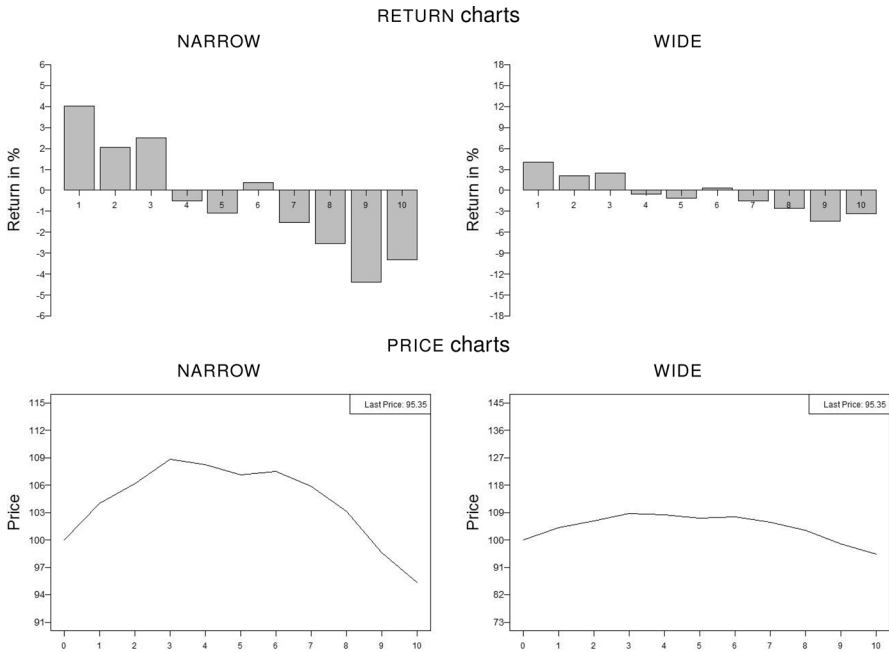 RETURN charts
NARROW
WIDE
Return in %
6
5
4
3
2
1
0
-1
-2
-3
-4
-5
-6
1 2 3 4 5 6 7 8 9 10
Return in %
18
15
12
9
6
3
0
-3
-6
-9
-12
-15
-18
1 2 3 4 5 6 7 8 9 10
PRICE charts
NARROW
WIDE
Price
115
112
109
106
103
100
97
94
91
Last Price: 95.35
0 1 2 3 4 5 6 7 8 9 10
Price
145
136
127
118
109
100
91
82
73
Last Price: 95.35
0 1 2 3 4 5 6 7 8 9 10